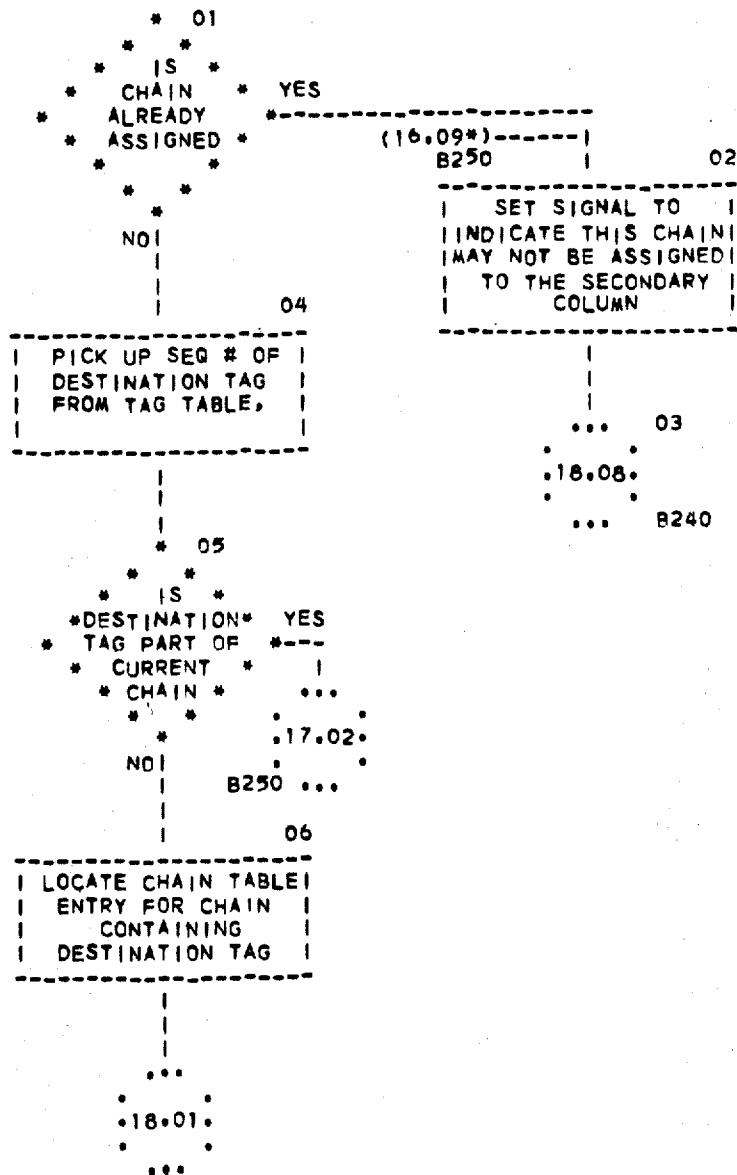 01
IS
CHAIN
ALREADY
ASSIGNED
YES
(16.09*)
B250
02
SET SIGNAL TO
INDICATE THIS CHAIN
MAY NOT BE ASSIGNED
TO THE SECONDARY
COLUMN
03
18.08
B240
NO
04
PICK UP SEQ # OF
DESTINATION TAG
FROM TAG TABLE,
05
IS
DESTINATION
TAG PART OF
CURRENT
CHAIN
YES
17.02
B250
NO
06
LOCATE CHAIN TABLE
ENTRY FOR CHAIN
CONTAINING
DESTINATION TAG
18.01